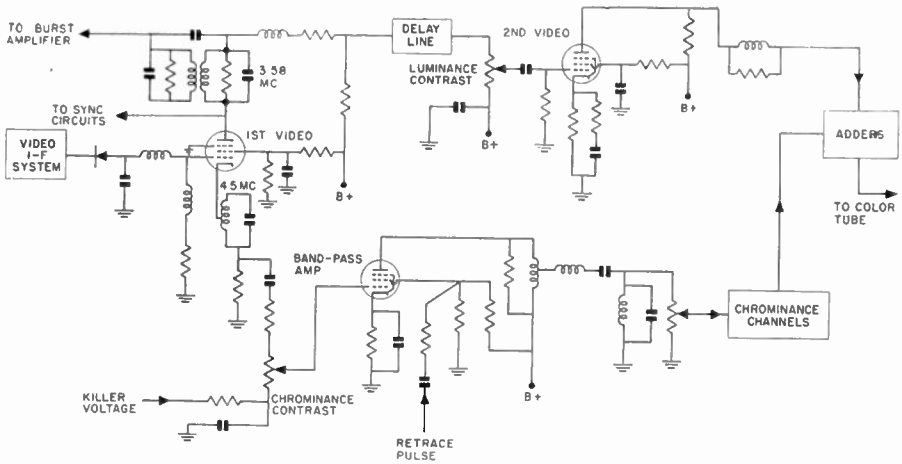 TO BURST
AMPLIFIER
3.58
MC
DELAY
LINE
2ND VIDEO
LUMINANCE
CONTRAST
B+
B+
TO SYNC
CIRCUITS
1ST VIDEO
VIDEO
I-F
SYSTEM
4.5 MC
B+
ADDERS
TO COLOR
TUBE
BAND-PASS
AMP
CHROMINANCE
CHANNELS
B+
KILLER
VOLTAGE
CHROMINANCE
CONTRAST
RETRACE
PULSE